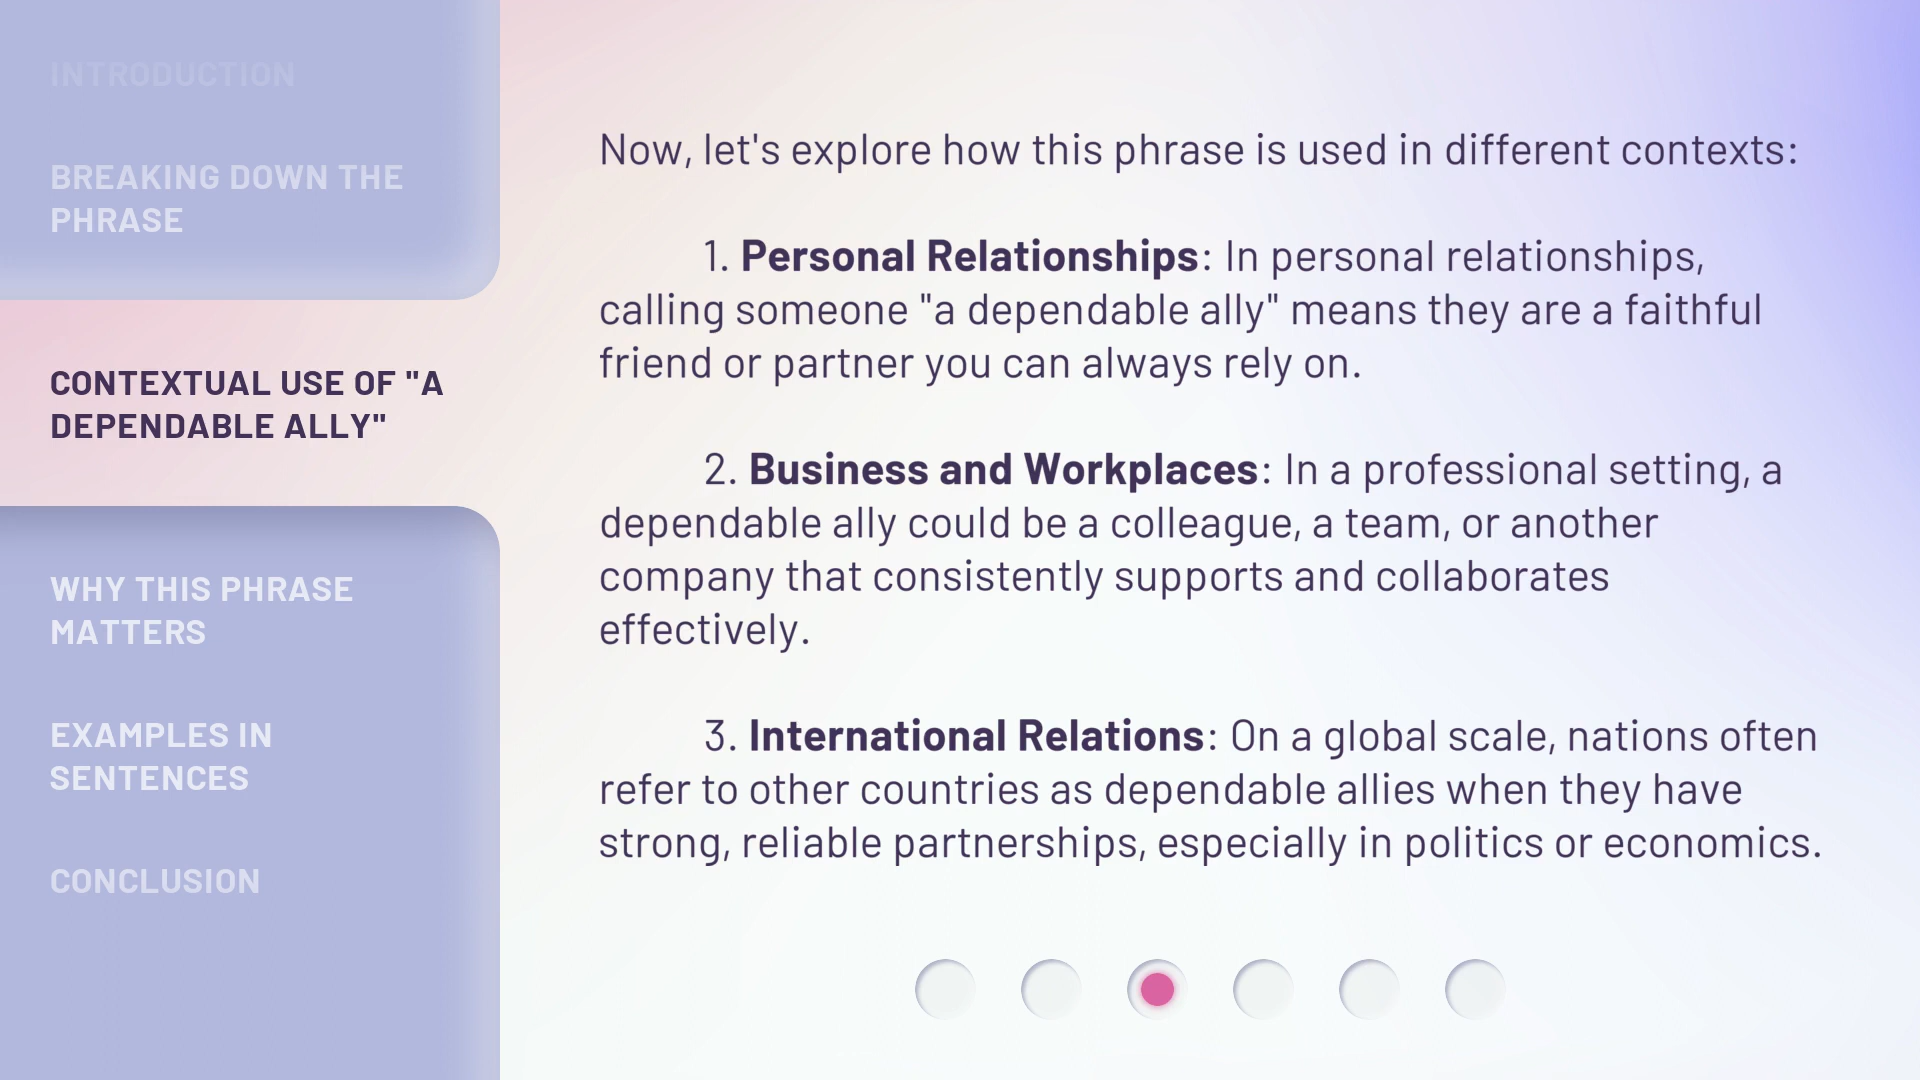 INTRODUCTION
BREAKING DOWN THE
PHRASE
CONTEXTUAL USE OF "A
DEPENDABLE ALLY"
WHY THIS PHRASE
MATTERS
EXAMPLES IN
SENTENCES
CONCLUSION
Now, let's explore how this phrase is used in different contexts:
1. Personal Relationships: In personal relationships,
calling someone "a dependable ally" means they are a faithful
friend or partner you can always rely on.
2. Business and Workplaces: In a professional setting, a
dependable ally could be a colleague, a team, or another
company that consistently supports and collaborates
effectively.
3. International Relations: On a global scale, nations often
refer to other countries as dependable allies when they have
strong, reliable partnerships, especially in politics or economics.